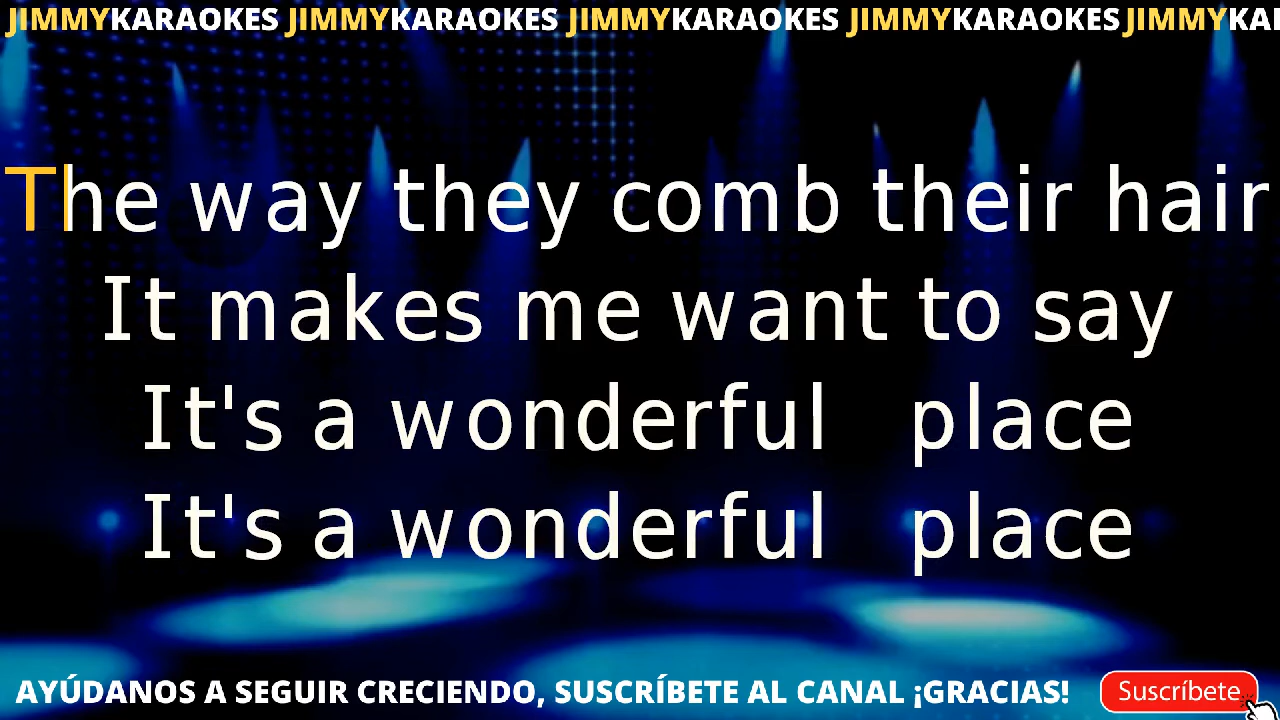 JIMMYKARAOKES JIMMYKARAOKES JIMMYKARAOKES JIMMYKARAOKES JIMMYKA
The way they comb their hair
It makes me want to say
It's a wonderful place
It's a wonderful place
AYÚDANOS A SEGUIR CRECIENDO, SUSCRÍBETE AL CANAL ¡GRACIAS! Suscríbete